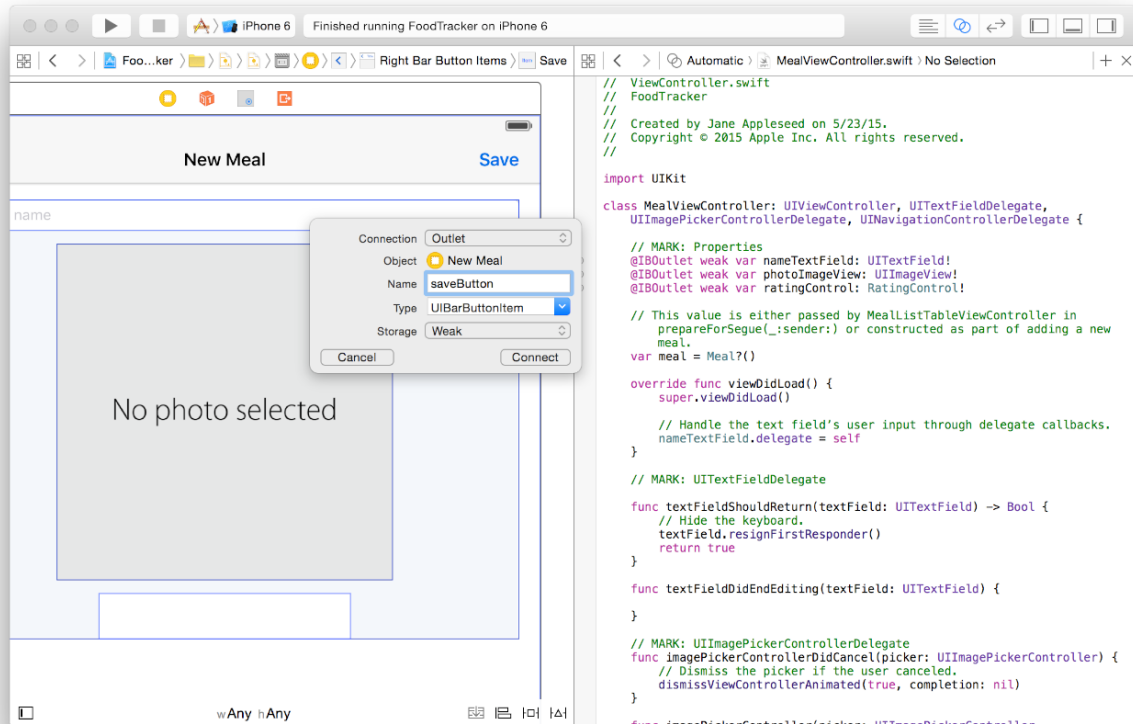 iPhone 6
Finished running FoodTracker on iPhone 6
Foo...ker
Right Bar Button Items
Save
Automatic
MealViewController.swift
No Selection
New Meal
Save
name
No photo selected
Connection
Outlet
Object
New Meal
Name
saveButton
Type
UIBarButtonItem
Storage
Weak
Cancel
Connect
wAny hAny
//  ViewController.swift
//  FoodTracker
//
//  Created by Jane Appleseed on 5/23/15.
//  Copyright © 2015 Apple Inc. All rights reserved.
//
import UIKit
class MealViewController: UIViewController, UITextFieldDelegate,
UIImagePickerControllerDelegate, UINavigationControllerDelegate {
// MARK: Properties
@IBOutlet weak var nameTextField: UITextField!
@IBOutlet weak var photoImageView: UIImageView!
@IBOutlet weak var ratingControl: RatingControl!
// This value is either passed by MealListTableViewController in
prepareForSegue(_:sender:) or constructed as part of adding a new
meal.
var meal = Meal?()
override func viewDidLoad() {
super.viewDidLoad()
// Handle the text field's user input through delegate callbacks.
nameTextField.delegate = self
}
// MARK: UITextFieldDelegate
func textFieldShouldReturn(textField: UITextField) -> Bool {
// Hide the keyboard.
textField.resignFirstResponder()
return true
}
func textFieldDidEndEditing(textField: UITextField) {
}
// MARK: UIImagePickerControllerDelegate
func imagePickerControllerDidCancel(picker: UIImagePickerController) {
// Dismiss the picker if the user canceled.
dismissViewControllerAnimated(true, completion: nil)
}